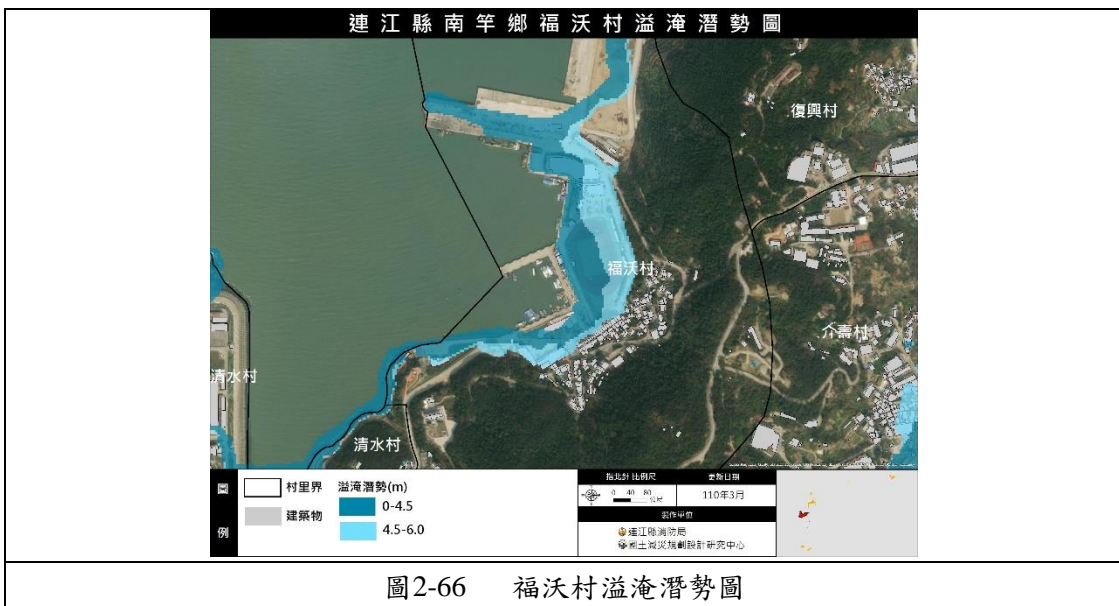 連江縣南竿鄉福沃村溢淹潛勢圖
復興村
福沃村
介壽村
清水村
清水村
圖例
村里界
建築物
溢淹潛勢(m)
0-4.5
4.5-6.0
指北針 比例尺
0 40 80
公尺
更新日期
110年3月
製作單位
連江縣消防局
國土減災規劃設計研究中心
圖2-66 福沃村溢淹潛勢圖